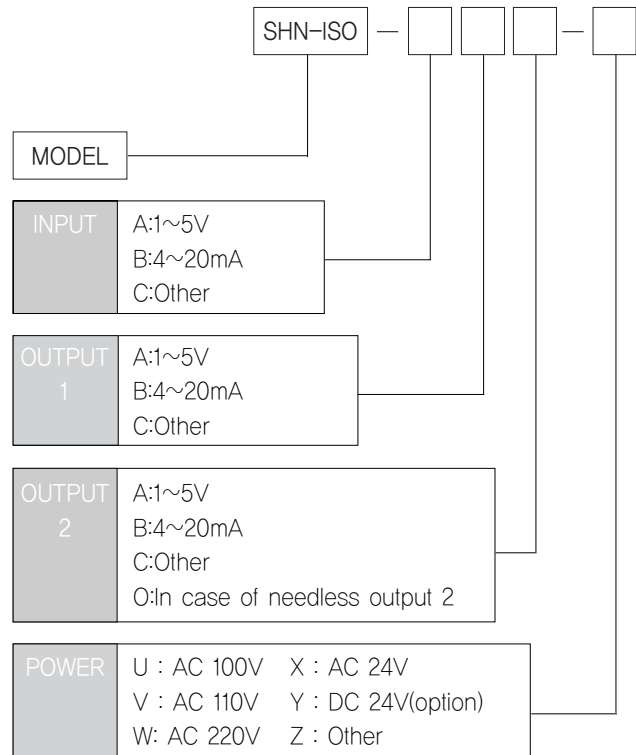 SHN-ISO — —
MODEL
INPUT
A:1~5V
B:4~20mA
C:Other
OUTPUT
1
A:1~5V
B:4~20mA
C:Other
OUTPUT
2
A:1~5V
B:4~20mA
C:Other
O:In case of needless output 2
POWER
U : AC 100V X : AC 24V
V : AC 110V Y : DC 24V(option)
W: AC 220V Z : Other